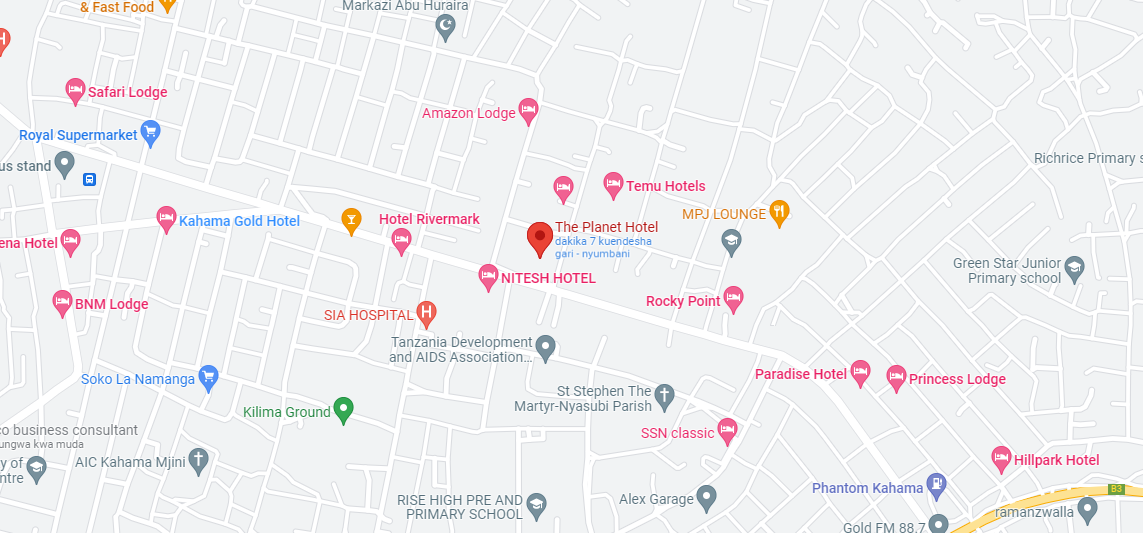 & Fast Food
Markazi Abu Huraira
Safari Lodge
Amazon Lodge
Royal Supermarket
us stand
Richrice Primary s
Temu Hotels
MPJ LOUNGE
Kahama Gold Hotel
Hotel Rivermark
The Planet Hotel
dakika 7 kuendesha
gari - nyumbani
ena Hotel
NITESH HOTEL
Green Star Junior
Primary school
BNM Lodge
Rocky Point
SIA HOSPITAL
Tanzania Development
and AIDS Association...
Soko La Namanga
Paradise Hotel
Princess Lodge
St Stephen The
Martyr-Nyasubi Parish
Kilima Ground
co business consultant
ungwa kwa muda
SSN classic
y of
ntre
AIC Kahama Mjini
Hillpark Hotel
Phantom Kahama
B3
RISE HIGH PRE AND
PRIMARY SCHOOL
Alex Garage
ramanzwalla
Gold FM 88.7